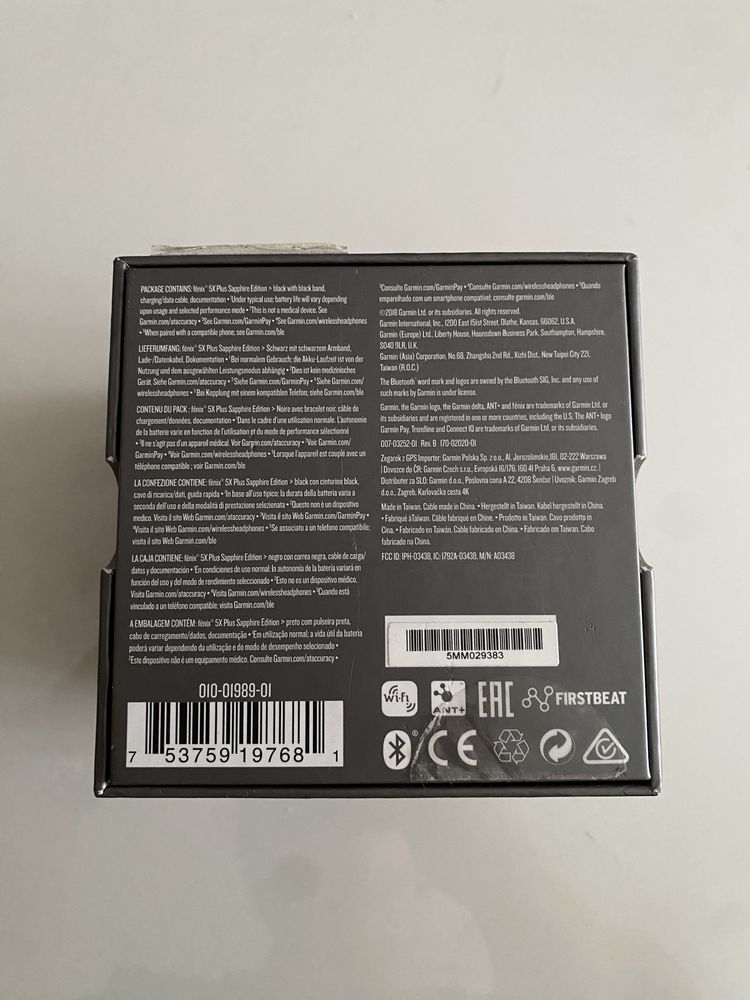 PACKAGE CONTAINS: fēnix® 5X Plus Sapphire Edition > black with black band,
charging/data cable, documentation • ¹Under typical use; battery life will vary depending
upon usage and selected performance mode • ²This is not a medical device. See
Garmin.com/ataccuracy • ³See Garmin.com/GarminPay • ⁴See Garmin.com/wirelessheadphones
• ⁵When paired with a compatible phone; see garmin.com/ble
LIEFERUMFANG: fēnix® 5X Plus Sapphire Edition > Schwarz mit schwarzem Armband,
Lade-/Datenkabel, Dokumentation • ¹Bei normalem Gebrauch; die Akku-Laufzeit ist von der
Nutzung und dem ausgewählten Leistungsmodus abhängig • ²Dies ist kein medizinisches
Gerät. Siehe Garmin.com/ataccuracy • ³Siehe Garmin.com/GarminPay • ⁴Siehe Garmin.com/
wirelessheadphones • ⁵Bei Kopplung mit einem kompatiblen Telefon; siehe garmin.com/ble
CONTENU DU PACK : fēnix® 5X Plus Sapphire Edition > Noire avec bracelet noir, câble de
chargement/données, documentation • ¹Dans le cadre d'une utilisation normale. L'autonomie
de la batterie varie en fonction de l'utilisation et du mode de performance sélectionné
• ²Il ne s'agit pas d'un appareil médical. Voir Garmin.com/ataccuracy • ³Voir Garmin.com/
GarminPay • ⁴Voir Garmin.com/wirelessheadphones • ⁵Lorsque l'appareil est couplé avec un
téléphone compatible ; voir garmin.com/ble
LA CONFEZIONE CONTIENE: fēnix® 5X Plus Sapphire Edition > black con cinturino black,
cavo di ricarica/dati, guida rapida • ¹In base all'uso tipico; la durata della batteria varia a
seconda dell'uso e della modalità di prestazione selezionata • ²Questo non è un dispositivo
medico. Visita il sito Web Garmin.com/ataccuracy • ³Visita il sito Web Garmin.com/GarminPay •
⁴Visita il sito Web Garmin.com/wirelessheadphones • ⁵Se associato a un telefono compatibile;
visita il sito Web garmin.com/ble
LA CAJA CONTIENE: fēnix® 5X Plus Sapphire Edition > negro con correa negra, cable de carga/
datos y documentación • ¹En condiciones de uso normal; la autonomía de la batería variará en
función del uso y del modo de rendimiento seleccionado • ²Esto no es un dispositivo médico.
Visita Garmin.com/ataccuracy • ⁴Visita Garmin.com/wirelessheadphones • ⁵Cuando está
vinculado a un teléfono compatible; visita garmin.com/ble
A EMBALAGEM CONTÉM: fēnix® 5X Plus Sapphire Edition > preto com pulseira preta,
cabo de carregamento/dados, documentação • ¹Em utilização normal; a vida útil da bateria
poderá variar dependendo da utilização e do modo de desempenho selecionado •
²Este dispositivo não é um equipamento médico. Consulte Garmin.com/ataccuracy •
010-01989-01
7 53759 19768 1
³Consulte Garmin.com/GarminPay • ⁴Consulte Garmin.com/wirelessheadphones • ⁵Quando
emparelhado com um smartphone compatível; consulte garmin.com/ble
©2018 Garmin Ltd. or its subsidiaries. All rights reserved.
Garmin International, Inc., 1200 East 151st Street, Olathe, Kansas, 66062, U.S.A.
Garmin (Europe) Ltd., Liberty House, Hounsdown Business Park, Southampton, Hampshire,
SO40 9LR, U.K.
Garmin (Asia) Corporation, No.68, Zhangshu 2nd Rd., Xizhi Dist., New Taipei City 221,
Taiwan (R.O.C.)
The Bluetooth® word mark and logos are owned by the Bluetooth SIG, Inc. and any use of
such marks by Garmin is under license.
Garmin, the Garmin logo, the Garmin delta, ANT+ and fēnix are trademarks of Garmin Ltd. or
its subsidiaries and are registered in one or more countries, including the U.S. The ANT+ logo
Garmin Pay, Trendline and Connect IQ are trademarks of Garmin Ltd. or its subsidiaries.
007-03252-01 Rev. B 170-02020-01
Zegarek z GPS Importer: Garmin Polska Sp. z o.o., Al. Jerozolimskie,181, 02-222 Warszawa
| Dovozce do ČR: Garmin Czech s.r.o., Evropská 16/176, 160 41 Praha 6, www.garmin.cz. |
Distributer za SLO: Garmin d.o.o., Poslovna cona A 22, 4208 Šenčur | Uvoznik: Garmin Zagreb
d.o.o., Zagreb, Karlovačka cesta 4K
Made in Taiwan. Cable made in China. • Hergestellt in Taiwan. Kabel hergestellt in China.
• Fabriqué à Taïwan. Câble fabriqué en Chine. • Prodotto in Taiwan. Cavo prodotto in
Cina. • Fabricado en Taiwán. Cable fabricado en China. • Fabricado em Taiwan. Cabo
fabricado na China.
FCC ID: IPH-03438, IC: 1792A-03438, M/N: A03438
5MM029383
Wi-Fi ANT+ EAC FIRSTBEAT
® CE